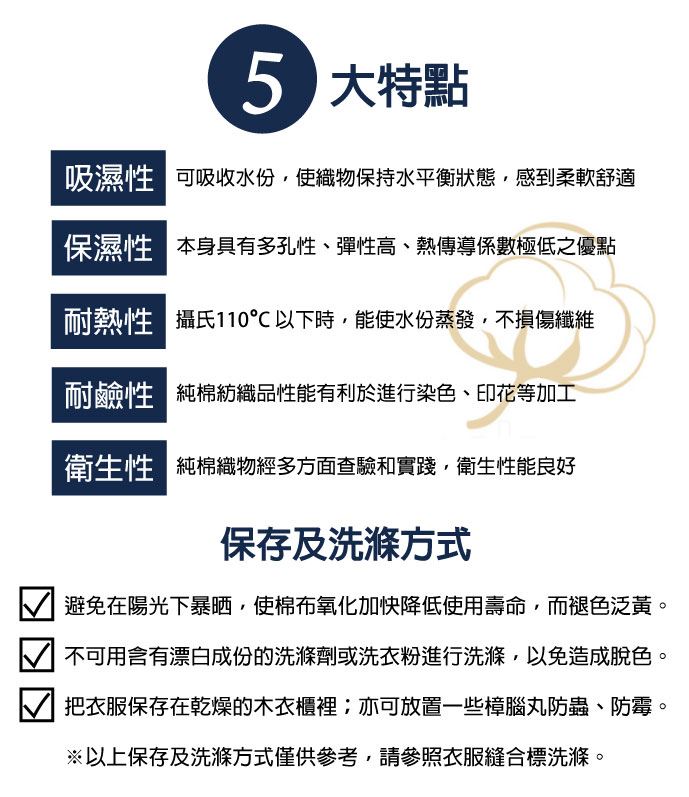 5 大特點
吸濕性 可吸收水份，使織物保持水平衡狀態，感到柔軟舒適
保濕性 本身具有多孔性、彈性高、熱傳導係數極低之優點
耐熱性 攝氏110°C 以下時，能使水份蒸發，不損傷纖維
耐鹼性 純棉紡織品性能有利於進行染色、印花等加工
衛生性 純棉織物經多方面查驗和實踐，衛生性能良好
保存及洗滌方式
避免在陽光下暴晒，使棉布氧化加快降低使用壽命，而褪色泛黃。
不可用含有漂白成份的洗滌劑或洗衣粉進行洗滌，以免造成脫色。
把衣服保存在乾燥的木衣櫃裡；亦可放置一些樟腦丸防蟲、防霉。
※以上保存及洗滌方式僅供參考，請參照衣服縫合標洗滌。